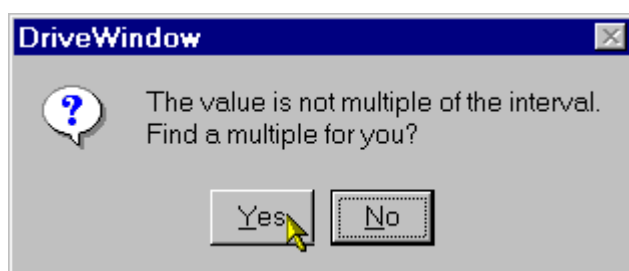 DriveWindow
The value is not multiple of the interval.
Find a multiple for you?
Yes No